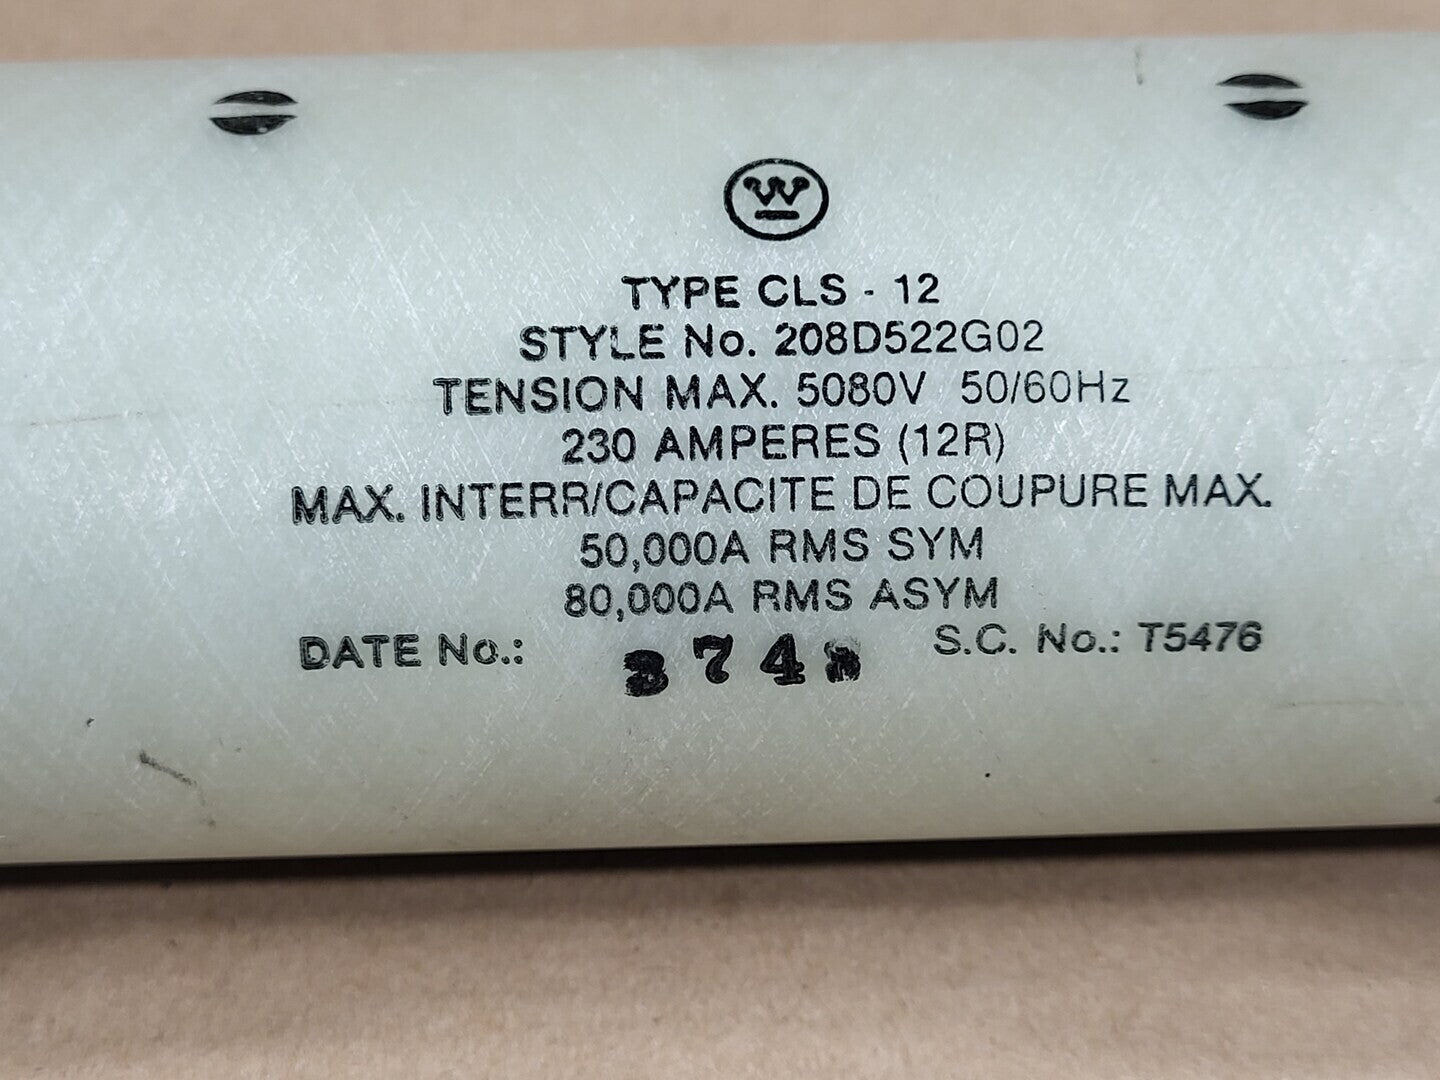 TYPE CLS - 12
STYLE No. 208D522G02
TENSION MAX. 5080V 50/60Hz
230 AMPERES (12R)
MAX. INTERR/CAPACITE DE COUPURE MAX.
50,000A RMS SYM
80,000A RMS ASYM
DATE No.:
S.C. No.: T5476